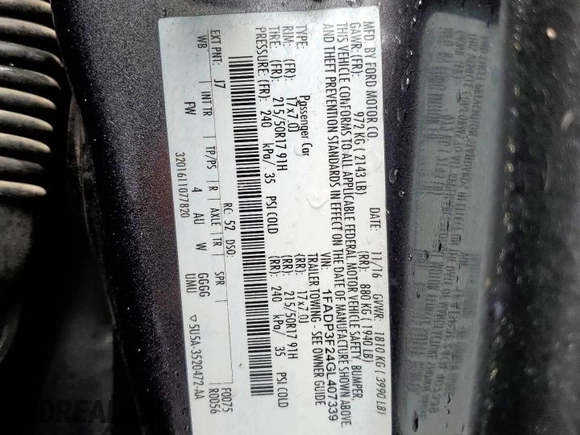 MFD. BY FORD MOTOR CO.
DATE: 11/16 GVWR: 1810 KG ( 3990 LB)
GAWR: (FR): 972 KG ( 2143 LB) (RR): 880 KG ( 1940 LB)
THIS VEHICLE CONFORMS TO ALL APPLICABLE FEDERAL MOTOR VEHICLE SAFETY, BUMPER,
AND THEFT PREVENTION STANDARDS IN EFFECT ON THE DATE OF MANUFACTURE SHOWN ABOVE.
VIN: 1FADP3F24GL407339
TYPE: Passenger Car TRAILER TOWING - SEE OWNER GUIDE
RIM: (FR): 17x7.0J (RR): 17x7.0J
TIRE: (FR): 215/50R17 91H (RR): 215/50R17 91H
PRESSURE: (FR): 240 kPa/ 35 PSI COLD (RR): 240 kPa/ 35 PSI COLD
EXT PNT: J7 RC: 52 DSO: F0075
WB INT TR TP/PS R AXLE TR SPR R0056
FW 4 AU W GGGG UMU
3201611077820 ▽5U5A-3520472-AA